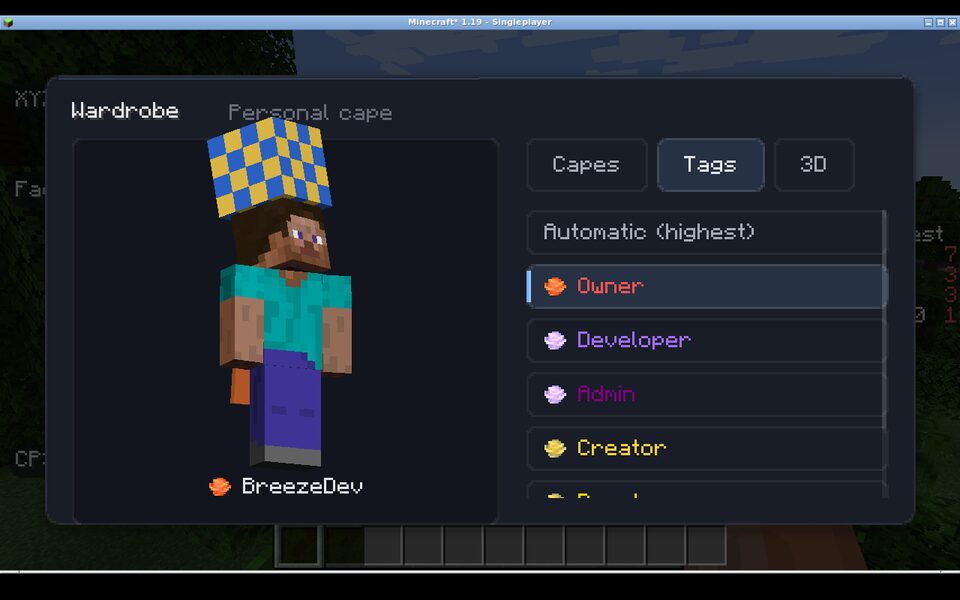 Minecraft* 1.19 - Singleplayer
Wardrobe
Personal cape
Capes
Tags
3D
Automatic (highest)
Owner
Developer
Admin
Creator
BreezeDev